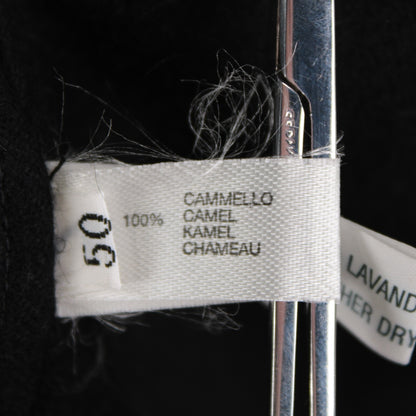 50
100%
CAMMELLO
CAMEL
KAMEL
CHAMEAU
LAVAND
HER DRY